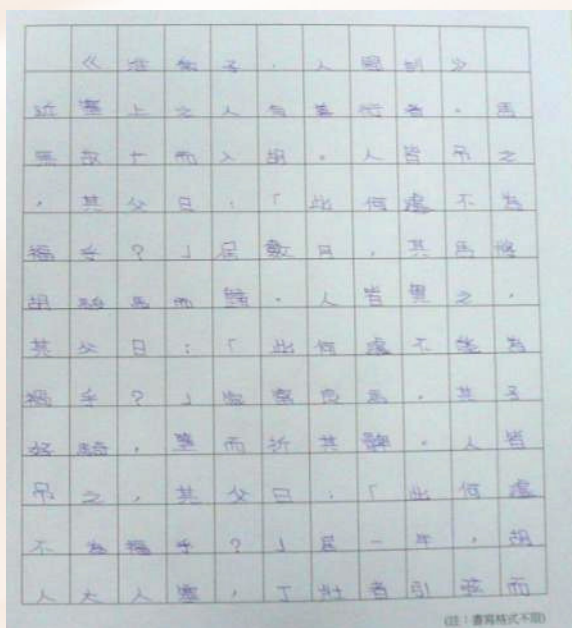 《淮南子·人間訓》
近塞上之人有善術者,馬
無故亡而入胡。人皆吊之
,其父曰:「此何遽不為
福乎?」居數月,其馬將
胡駿馬而歸。人皆賀之,
其父曰:「此何遽不能為
禍乎?」家富良馬,其子
好騎,墮而折其髀。人皆
吊之,其父曰:「此何遽
不為福乎?」居一年,胡
人大入塞,丁壯者引弦而
(註:書寫格式不限)